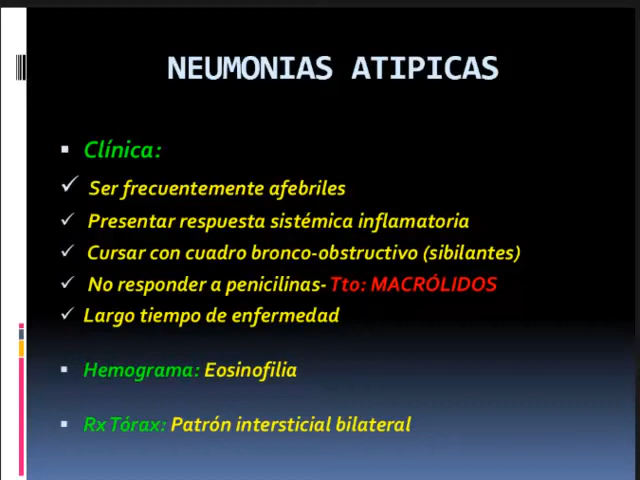 NEUMONIAS ATIPICAS
Clínica:
Ser frecuentemente afebriles
Presentar respuesta sistémica inflamatoria
Cursar con cuadro bronco-obstructivo (sibilantes)
No responder a penicilinas- Tto: MACRÓLIDOS
Largo tiempo de enfermedad
Hemograma: Eosinofilia
Rx Tórax: Patrón intersticial bilateral